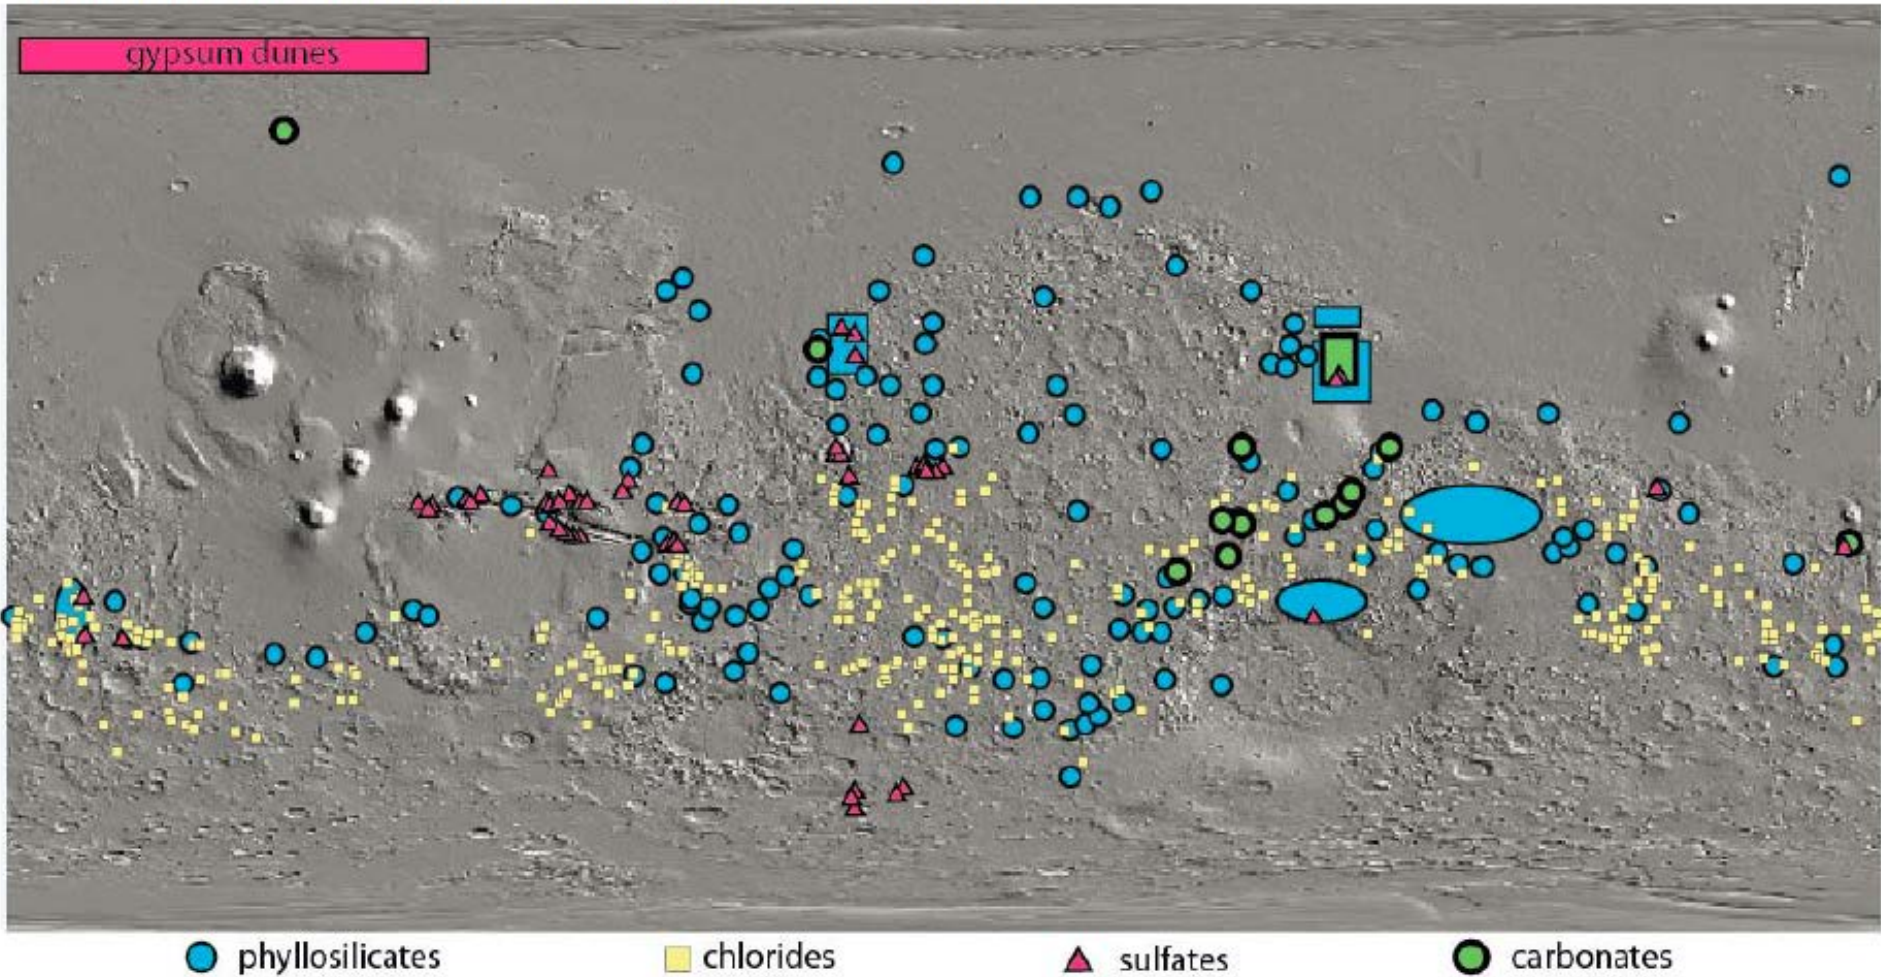 gypsum dunes
phyllosilicates
chlorides
sulfates
carbonates